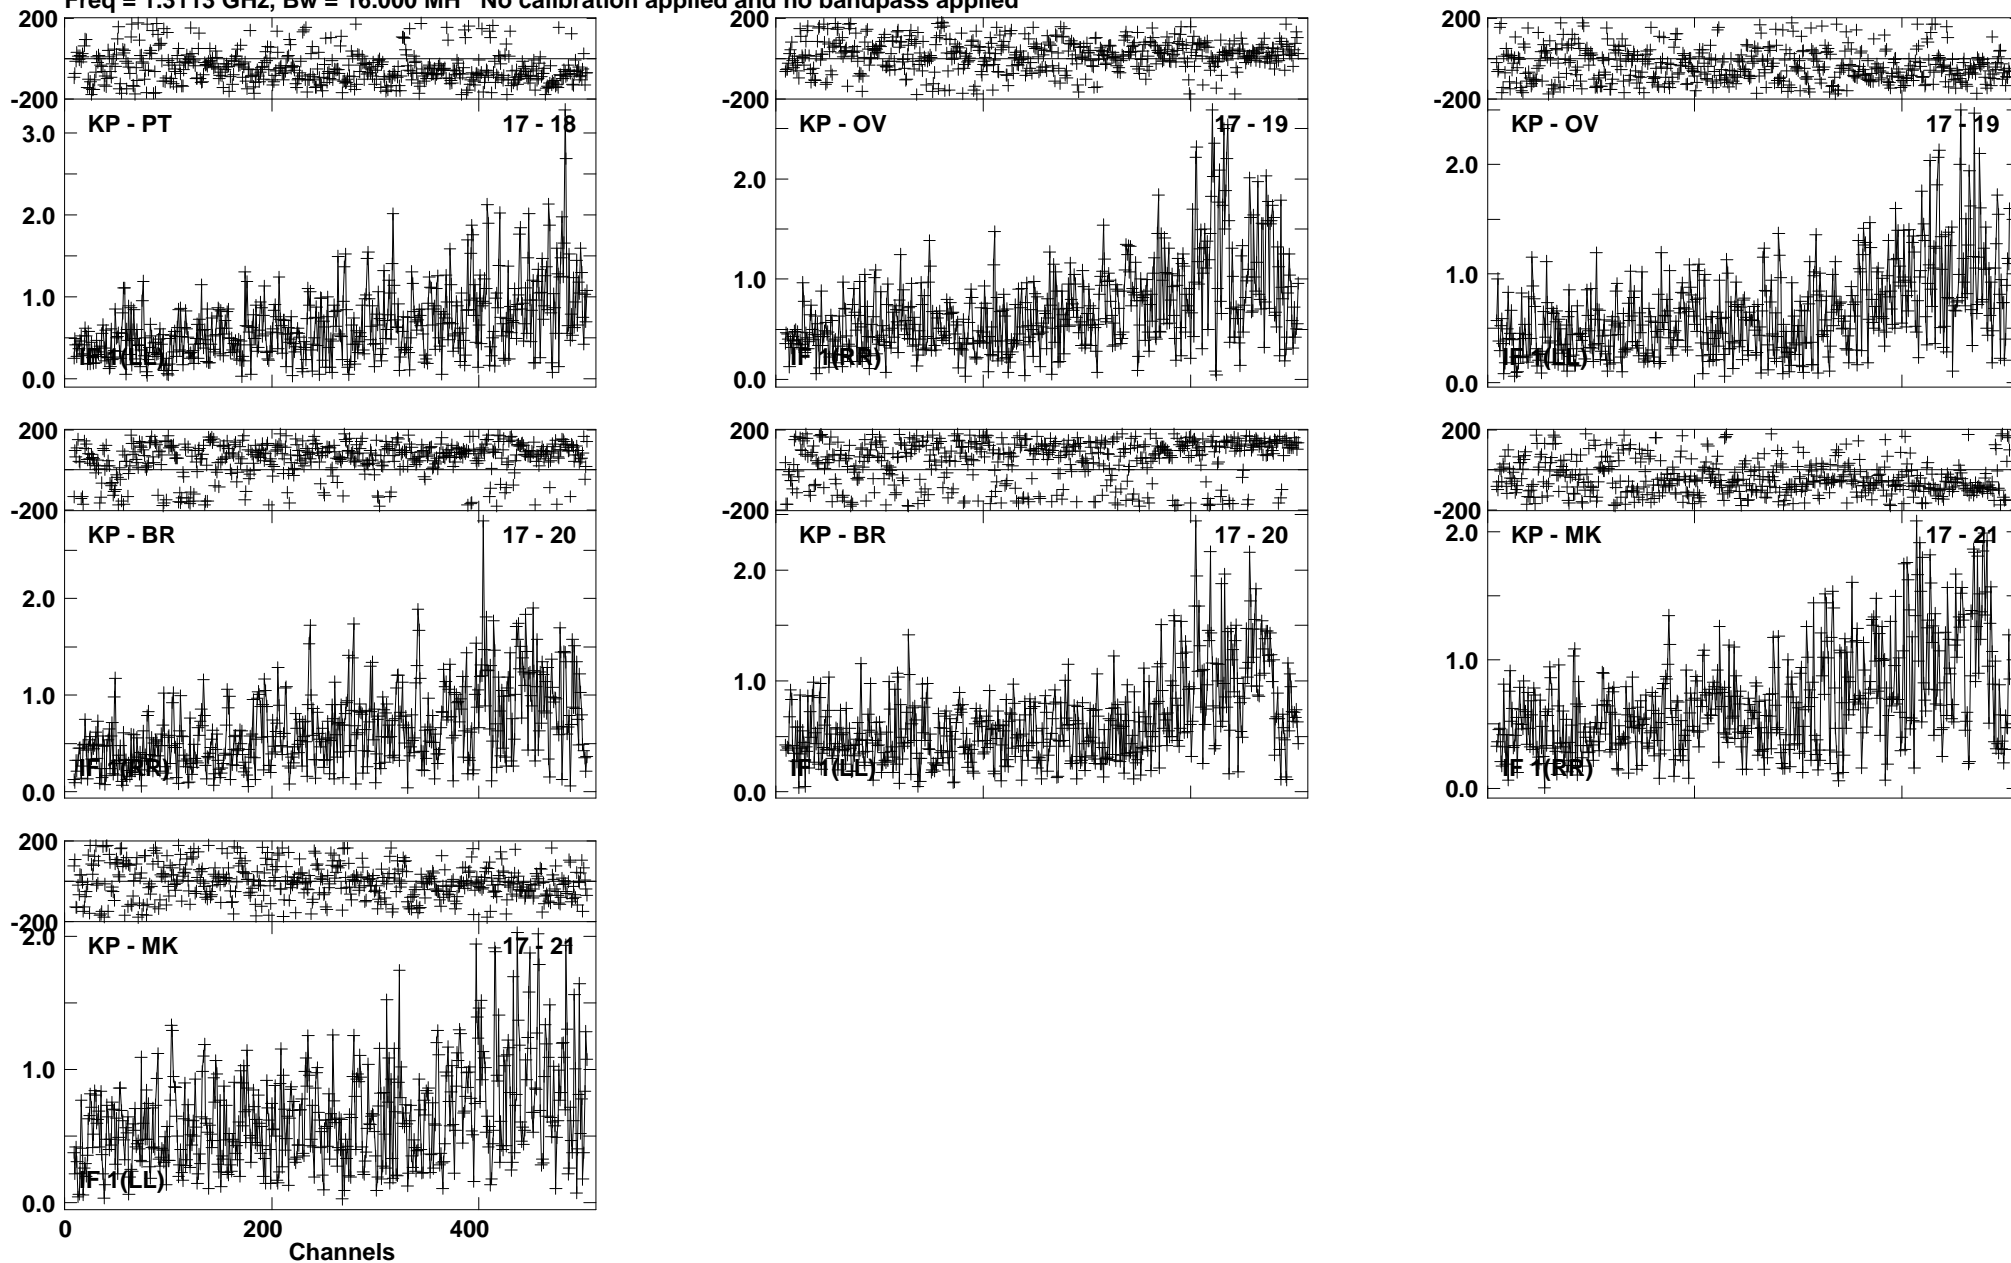 Freq = 1.3113 GHz, Bw = 16.000 MH No calibration applied and no bandpass applied
200
-200
KP - PT 17 - 18
3.0
2.0
1.0
0.0
IF 1(LL)
200
-200
KP - OV 17 - 19
2.0
1.0
0.0
IF 1(RR)
200
-200
KP - OV 17 - 19
2.0
1.0
0.0
IF 1(LL)
200
-200
KP - BR 17 - 20
2.0
1.0
0.0
IF 1(RR)
200
-200
KP - BR 17 - 20
2.0
1.0
0.0
IF 1(LL)
200
-200
KP - MK 17 - 21
2.0
1.0
0.0
IF 1(RR)
200
-200
KP - MK 17 - 21
2.0
1.0
0.0
IF 1(LL)
0 200 400
Channels